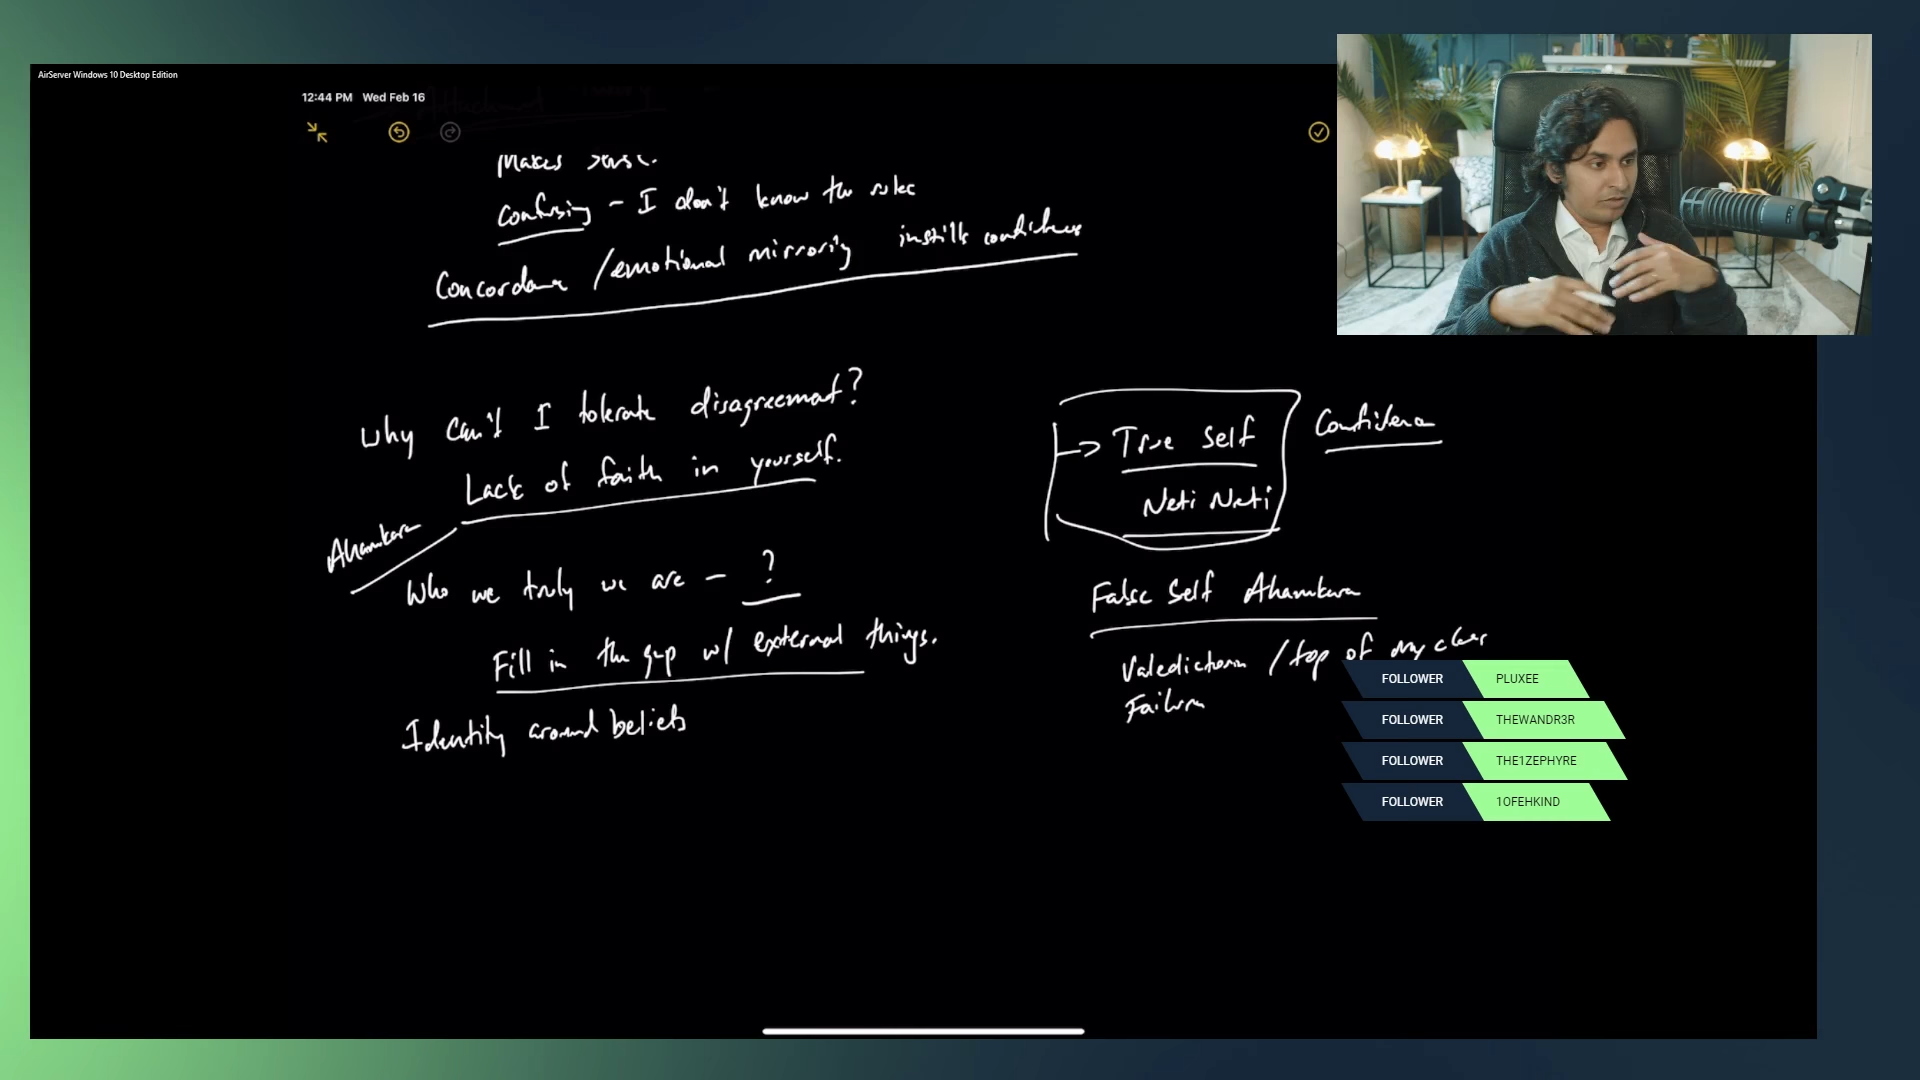 AirServer Windows 10 Desktop Edition
12:44 PM Wed Feb 16
Makes sense.
Confusing - I don't know the rules
Concordance / emotional mirroring instills confidence
Why can't I tolerate disagreement?
Lack of faith in yourself.
Ahamkara
Who we truly we are - ?
Fill in the gap w/ external things.
Identity around beliefs
True Self
Confidence
Neti Neti
False Self Ahamkara
Valedictorian / top of my class
Failure
FOLLOWER PLUXEE
FOLLOWER THEWANDR3R
FOLLOWER THE1ZEPHYRE
FOLLOWER 1OFEHKIND